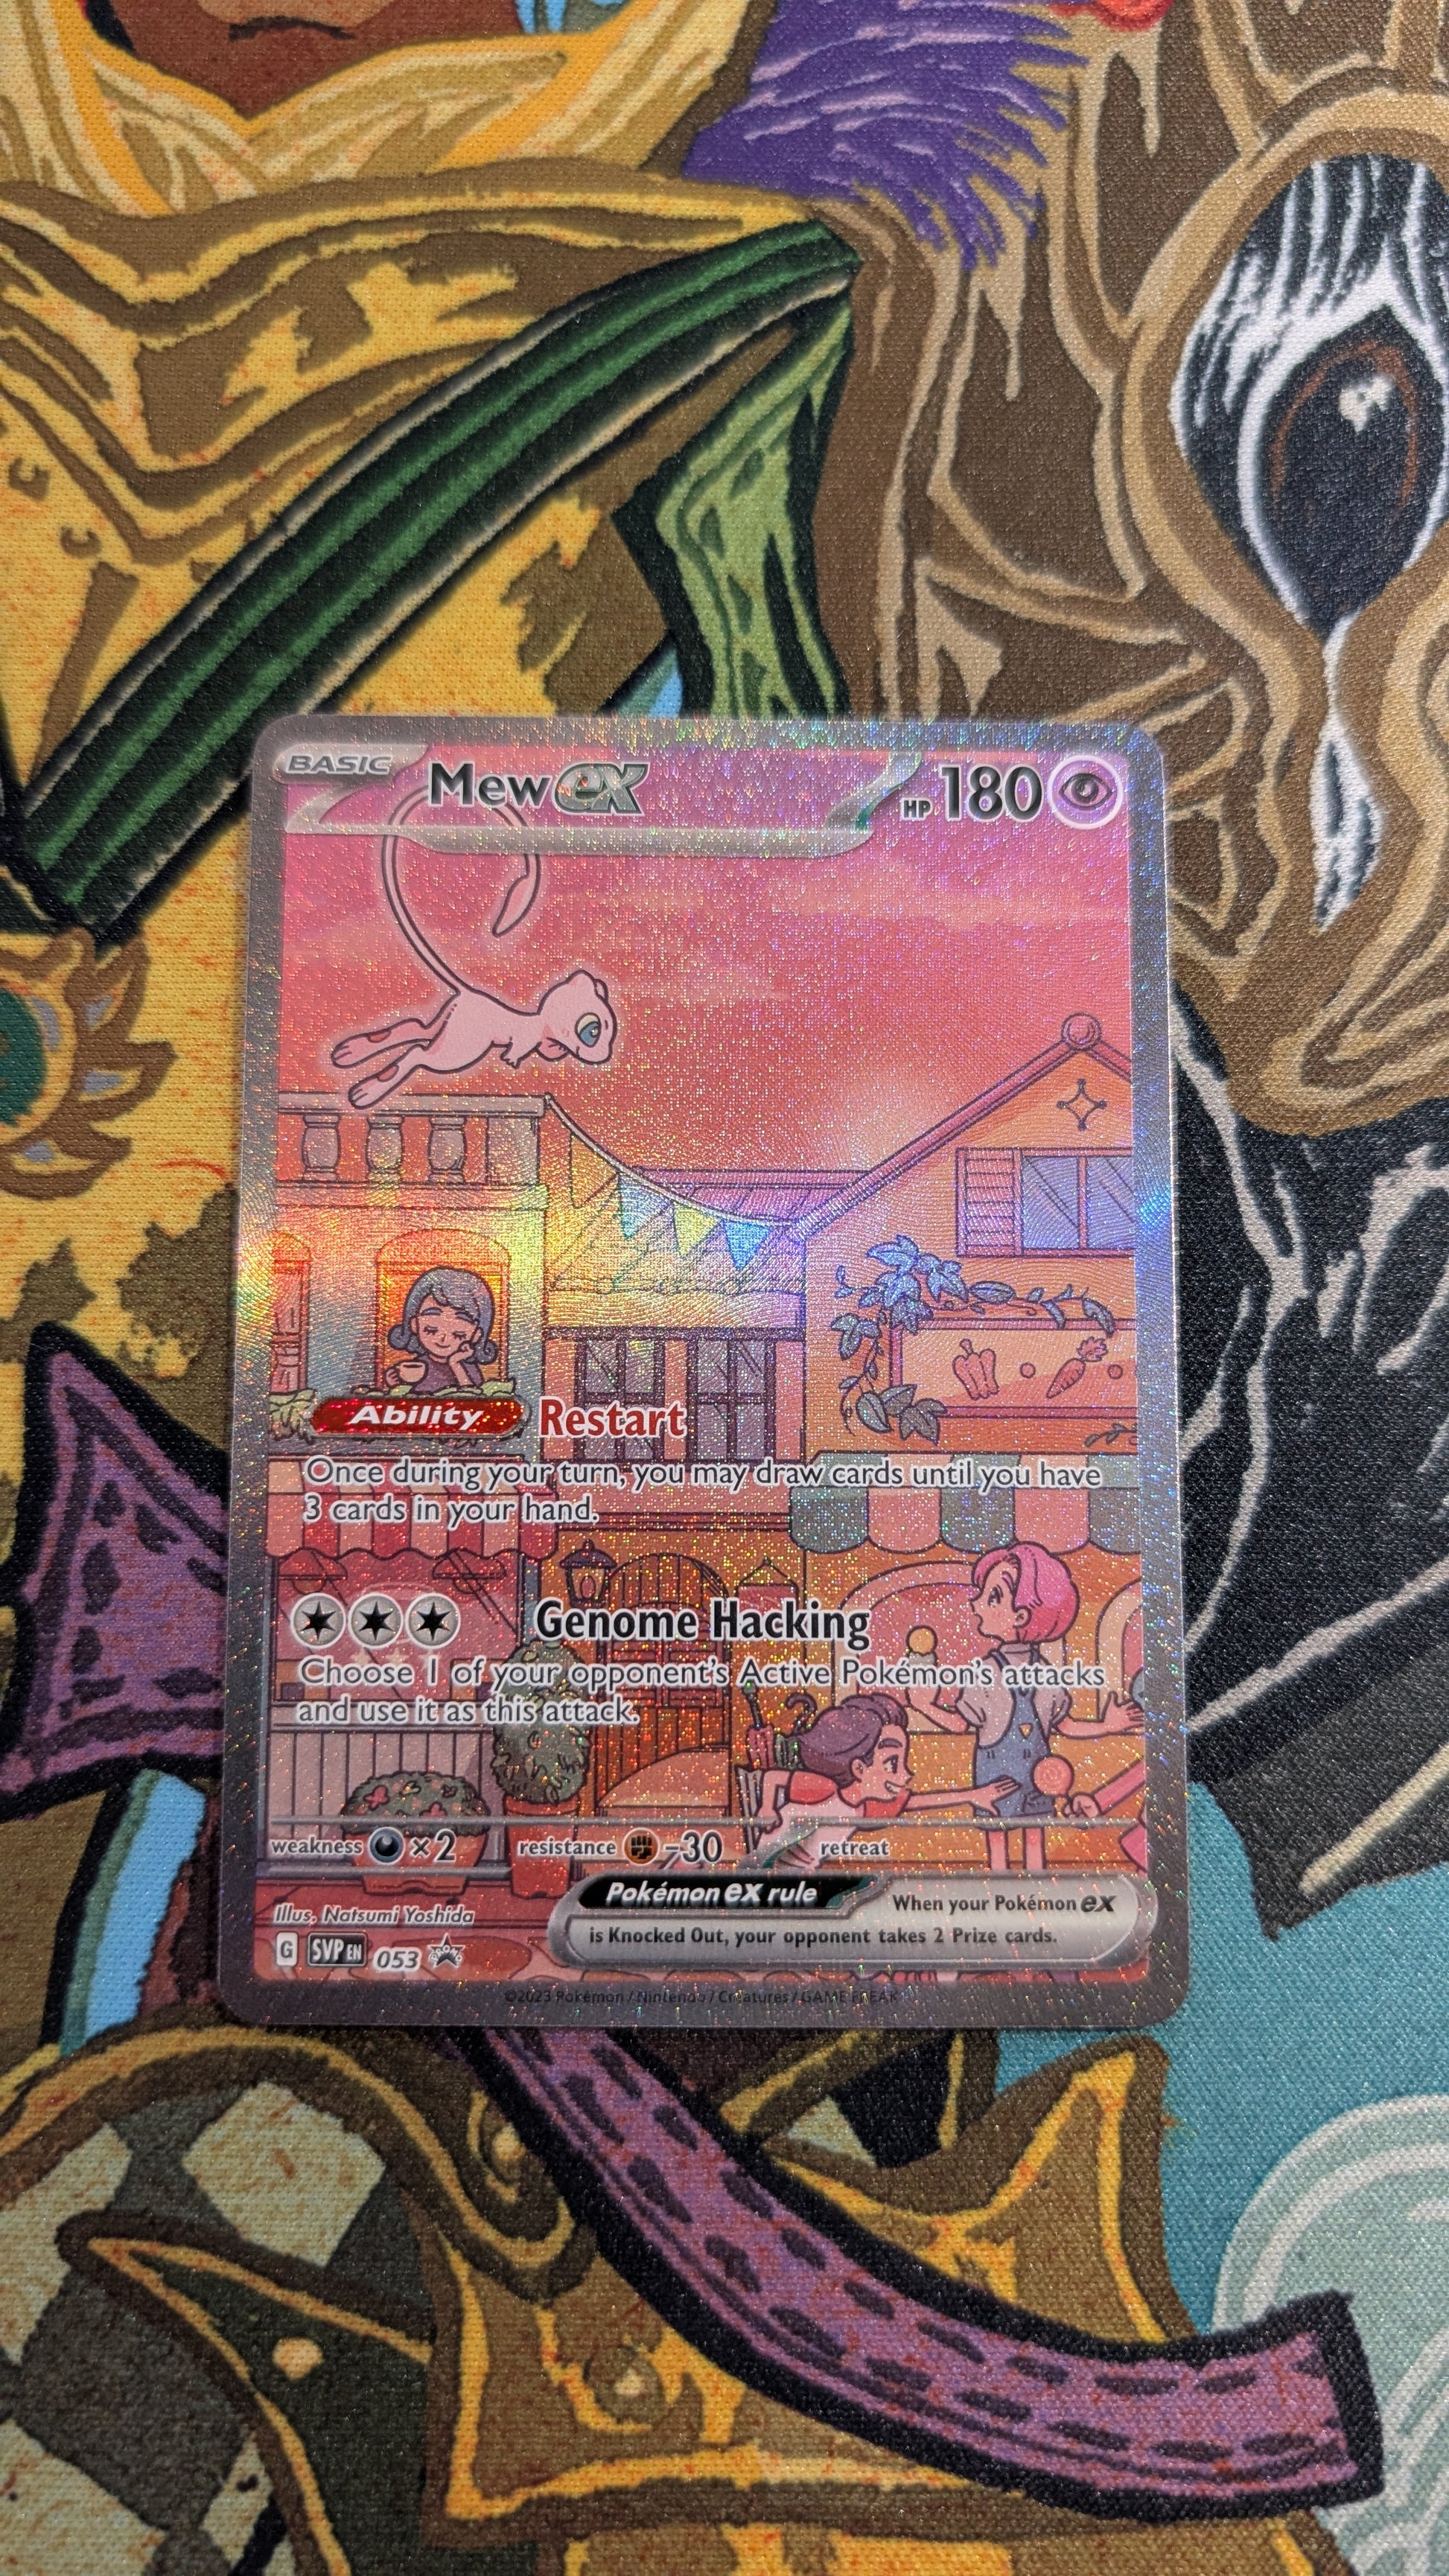 BASIC Mew ex HP 180
Ability Restart
Once during your turn, you may draw cards until you have
3 cards in your hand.
Genome Hacking
Choose 1 of your opponent's Active Pokémon's attacks
and use it as this attack.
weakness ×2 resistance -30 retreat
Pokémon ex rule When your Pokémon ex
is Knocked Out, your opponent takes 2 Prize cards.
Illus. Natsumi Yoshida
G SVP EN 053
©2023 Pokémon / Nintendo / Creatures / GAME FREAK